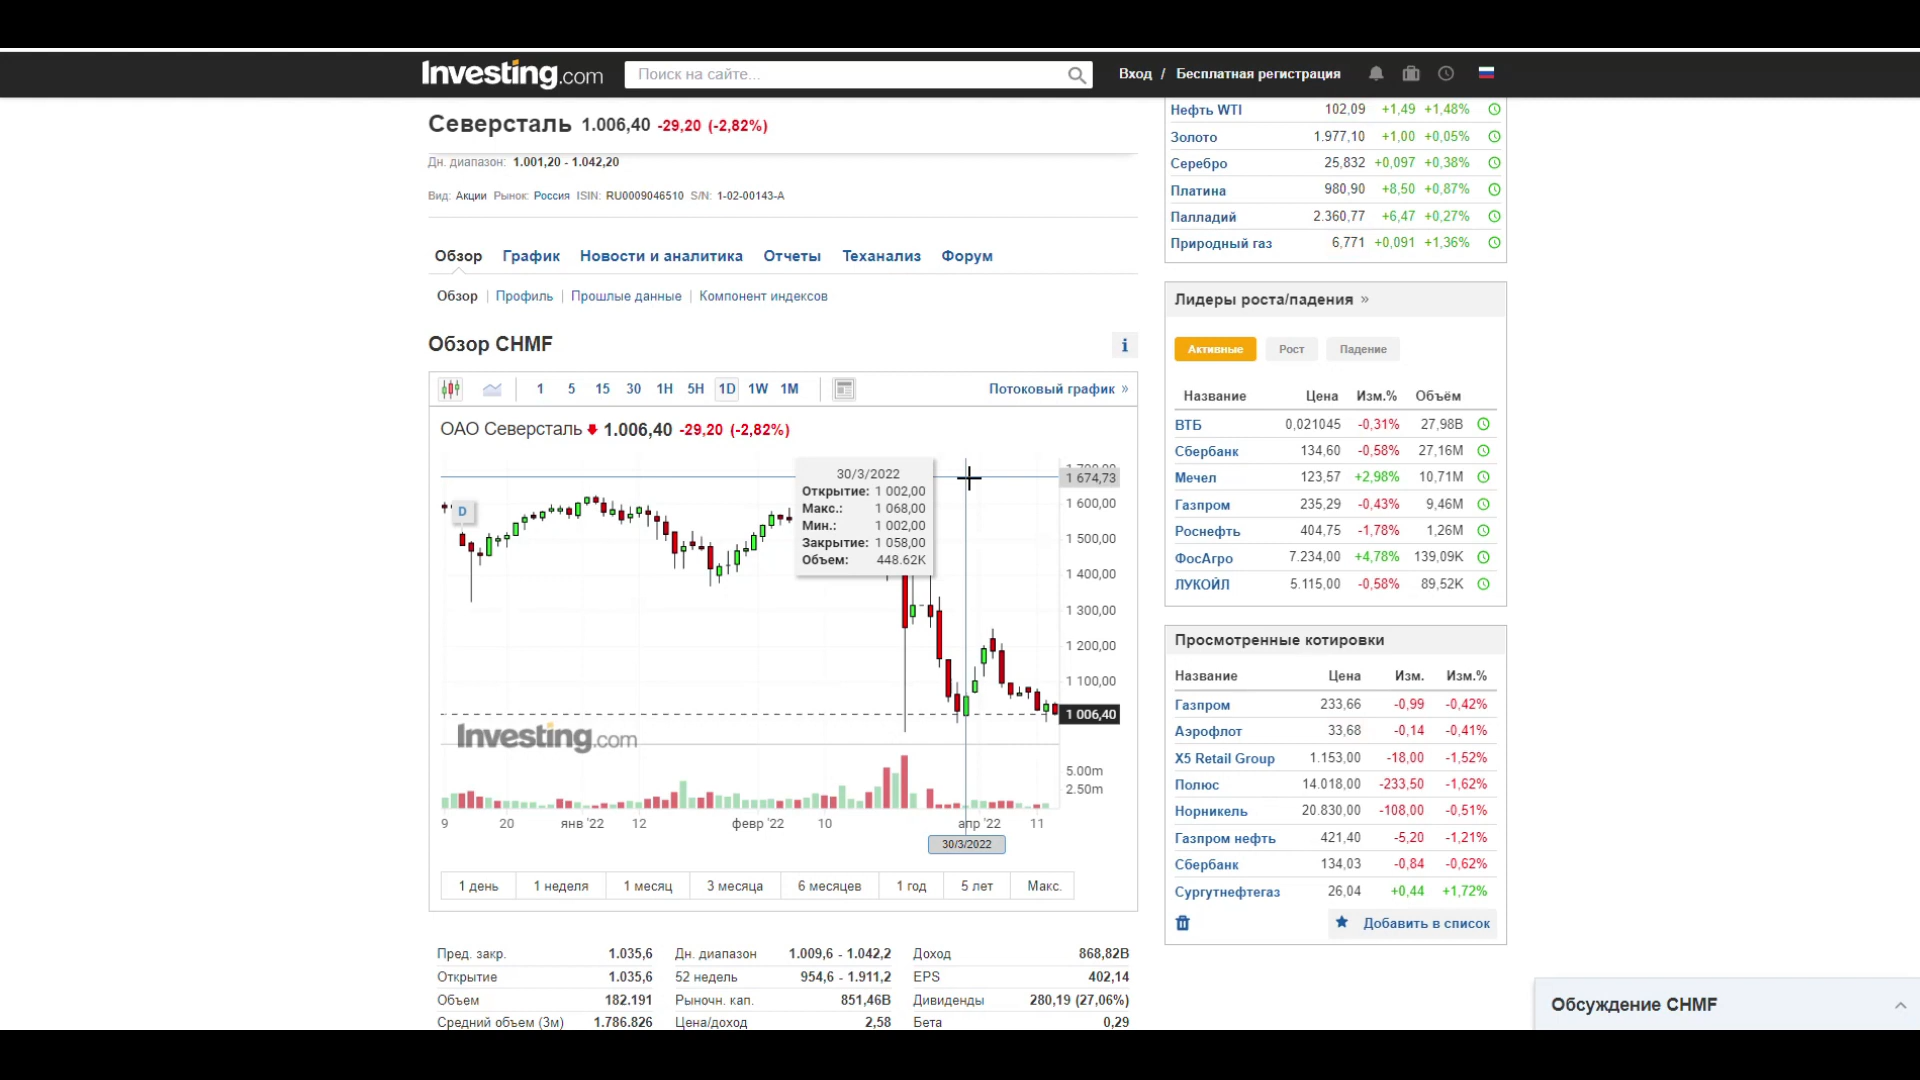 Investing.com
Поиск на сайте...
Вход / Бесплатная регистрация
Северсталь 1.006,40 -29,20 (-2,82%)
Дн. диапазон: 1.001,20 - 1.042,20
Вид: Акции Рынок: Россия ISIN: RU0009046510 S/N: 1-02-00143-A
Обзор График Новости и аналитика Отчеты Теханализ Форум
Обзор | Профиль | Прошлые данные | Компонент индексов
Обзор CHMF
i
1 5 15 30 1H 5H 1D 1W 1M
Потоковый график »
ОАО Северсталь 1.006,40 -29,20 (-2,82%)
30/3/2022
Открытие: 1 002,00
Макс.: 1 068,00
Мин.: 1 002,00
Закрытие: 1 058,00
Объем: 448.62K
D
1 700,00
1 674,73
1 600,00
1 500,00
1 400,00
1 300,00
1 200,00
1 100,00
1 006,40
Investing.com
5.00m
2.50m
9 20 янв '22 12 февр '22 10 апр '22 11
30/3/2022
1 день 1 неделя 1 месяц 3 месяца 6 месяцев 1 год 5 лет Макс.
Пред. закр. 1.035,6 Дн. диапазон 1.009,6 - 1.042,2 Доход 868,82B
Открытие 1.035,6 52 недель 954,6 - 1.911,2 EPS 402,14
Объем 182.191 Рыночн. кап. 851,46B Дивиденды 280,19 (27,06%)
Средний объем (3м) 1.786.826 Цена/доход 2,58 Бета 0,29
Нефть WTI 102,09 +1,49 +1,48%
Золото 1.977,10 +1,00 +0,05%
Серебро 25,832 +0,097 +0,38%
Платина 980,90 +8,50 +0,87%
Палладий 2.360,77 +6,47 +0,27%
Природный газ 6,771 +0,091 +1,36%
Лидеры роста/падения »
Активные Рост Падение
Название Цена Изм.% Объём
ВТБ 0,021045 -0,31% 27,98B
Сбербанк 134,60 -0,58% 27,16M
Мечел 123,57 +2,98% 10,71M
Газпром 235,29 -0,43% 9,46M
Роснефть 404,75 -1,78% 1,26M
ФосАгро 7.234,00 +4,78% 139,09K
ЛУКОЙЛ 5.115,00 -0,58% 89,52K
Просмотренные котировки
Название Цена Изм. Изм.%
Газпром 233,66 -0,99 -0,42%
Аэрофлот 33,68 -0,14 -0,41%
X5 Retail Group 1.153,00 -18,00 -1,52%
Полюс 14.018,00 -233,50 -1,62%
Норникель 20.830,00 -108,00 -0,51%
Газпром нефть 421,40 -5,20 -1,21%
Сбербанк 134,03 -0,84 -0,62%
Сургутнефтегаз 26,04 +0,44 +1,72%
Добавить в список
Обсуждение CHMF